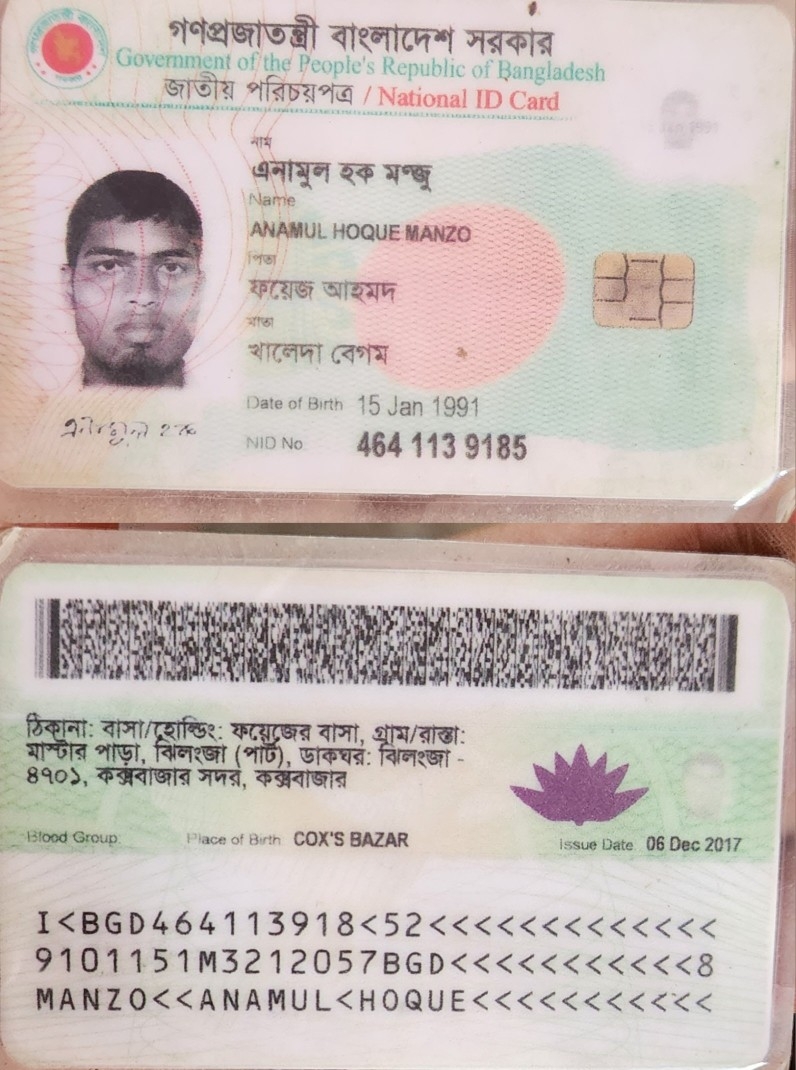 গণপ্রজাতন্ত্রী বাংলাদেশ সরকার
Government of the People's Republic of Bangladesh
জাতীয় পরিচয়পত্র / National ID Card
নাম
এনামুল হক মন্জু
Name
ANAMUL HOQUE MANZO
পিতা
ফয়েজ আহমদ
মাতা
খালেদা বেগম
Date of Birth 15 Jan 1991
এনামুল হক
NID No 464 113 9185
ঠিকানা: বাসা/হোল্ডিং: ফয়েজের বাসা, গ্রাম/রাস্তা:
মাস্টার পাড়া, ঝিলংজা (পার্ট), ডাকঘর: ঝিলংজা -
৪৭০১, কক্সবাজার সদর, কক্সবাজার
Blood Group: Place of Birth COX'S BAZAR Issue Date 06 Dec 2017
I<BGD464113918<52<<<<<<<<<<<<<
9101151M3212057BGD<<<<<<<<<<<8
MANZO<<ANAMUL<HOQUE<<<<<<<<<<<